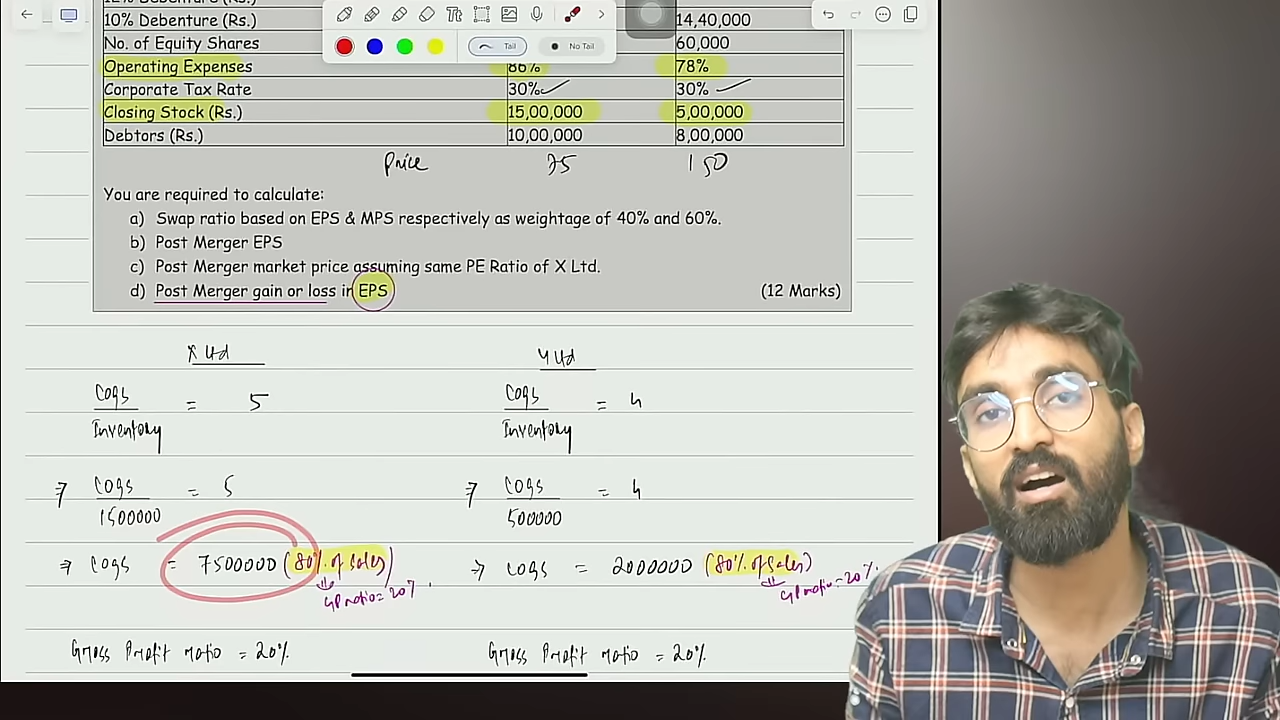 10% Debenture (Rs.) 14,40,000
Tt
No. of Equity Shares 60,000
Tail No Tail
Operating Expenses 86% 78%
Corporate Tax Rate 30% 30%
Closing Stock (Rs.) 15,00,000 5,00,000
Debtors (Rs.) 10,00,000 8,00,000
Price 75 150
You are required to calculate:
a) Swap ratio based on EPS & MPS respectively as weightage of 40% and 60%.
b) Post Merger EPS
c) Post Merger market price assuming same PE Ratio of X Ltd.
d) Post Merger gain or loss in EPS (12 Marks)
X Ltd Y Ltd
COGS / Inventory = 5 COGS / Inventory = 4
⇒ COGS / 1500000 = 5 ⇒ COGS / 500000 = 4
⇒ COGS = 7500000 (80% of sales) ⇒ COGS = 2000000 (80% of sales)
GP ratio = 20% GP ratio = 20%
Gross Profit ratio = 20% Gross Profit ratio = 20%